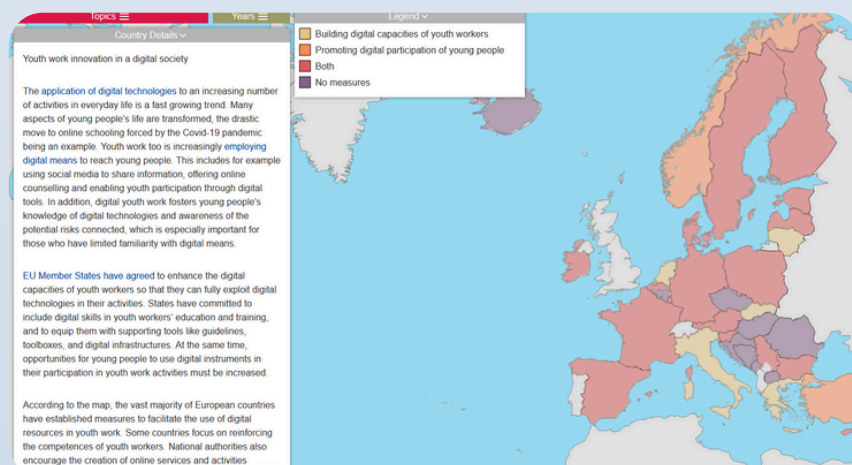 Topics
Years
Country Details
Legend
Building digital capacities of youth workers
Promoting digital participation of young people
Both
No measures
Youth work innovation in a digital society
The application of digital technologies to an increasing number
of activities in everyday life is a fast growing trend. Many
aspects of young people's life are transformed, the drastic
move to online schooling forced by the Covid-19 pandemic
being an example. Youth work too is increasingly employing
digital means to reach young people. This includes for example
using social media to share information, offering online
counselling and enabling youth participation through digital
tools. In addition, digital youth work fosters young people's
knowledge of digital technologies and awareness of the
potential risks connected, which is especially important for
those who have limited familiarity with digital means.
EU Member States have agreed to enhance the digital
capacities of youth workers so that they can fully exploit digital
technologies in their activities. States have committed to
include digital skills in youth workers' education and training,
and to equip them with supporting tools like guidelines,
toolboxes, and digital infrastructures. At the same time,
opportunities for young people to use digital instruments in
their participation in youth work activities must be increased.
According to the map, the vast majority of European countries
have established measures to facilitate the use of digital
resources in youth work. Some countries focus on reinforcing
the competences of youth workers. National authorities also
encourage the creation of online services and activities